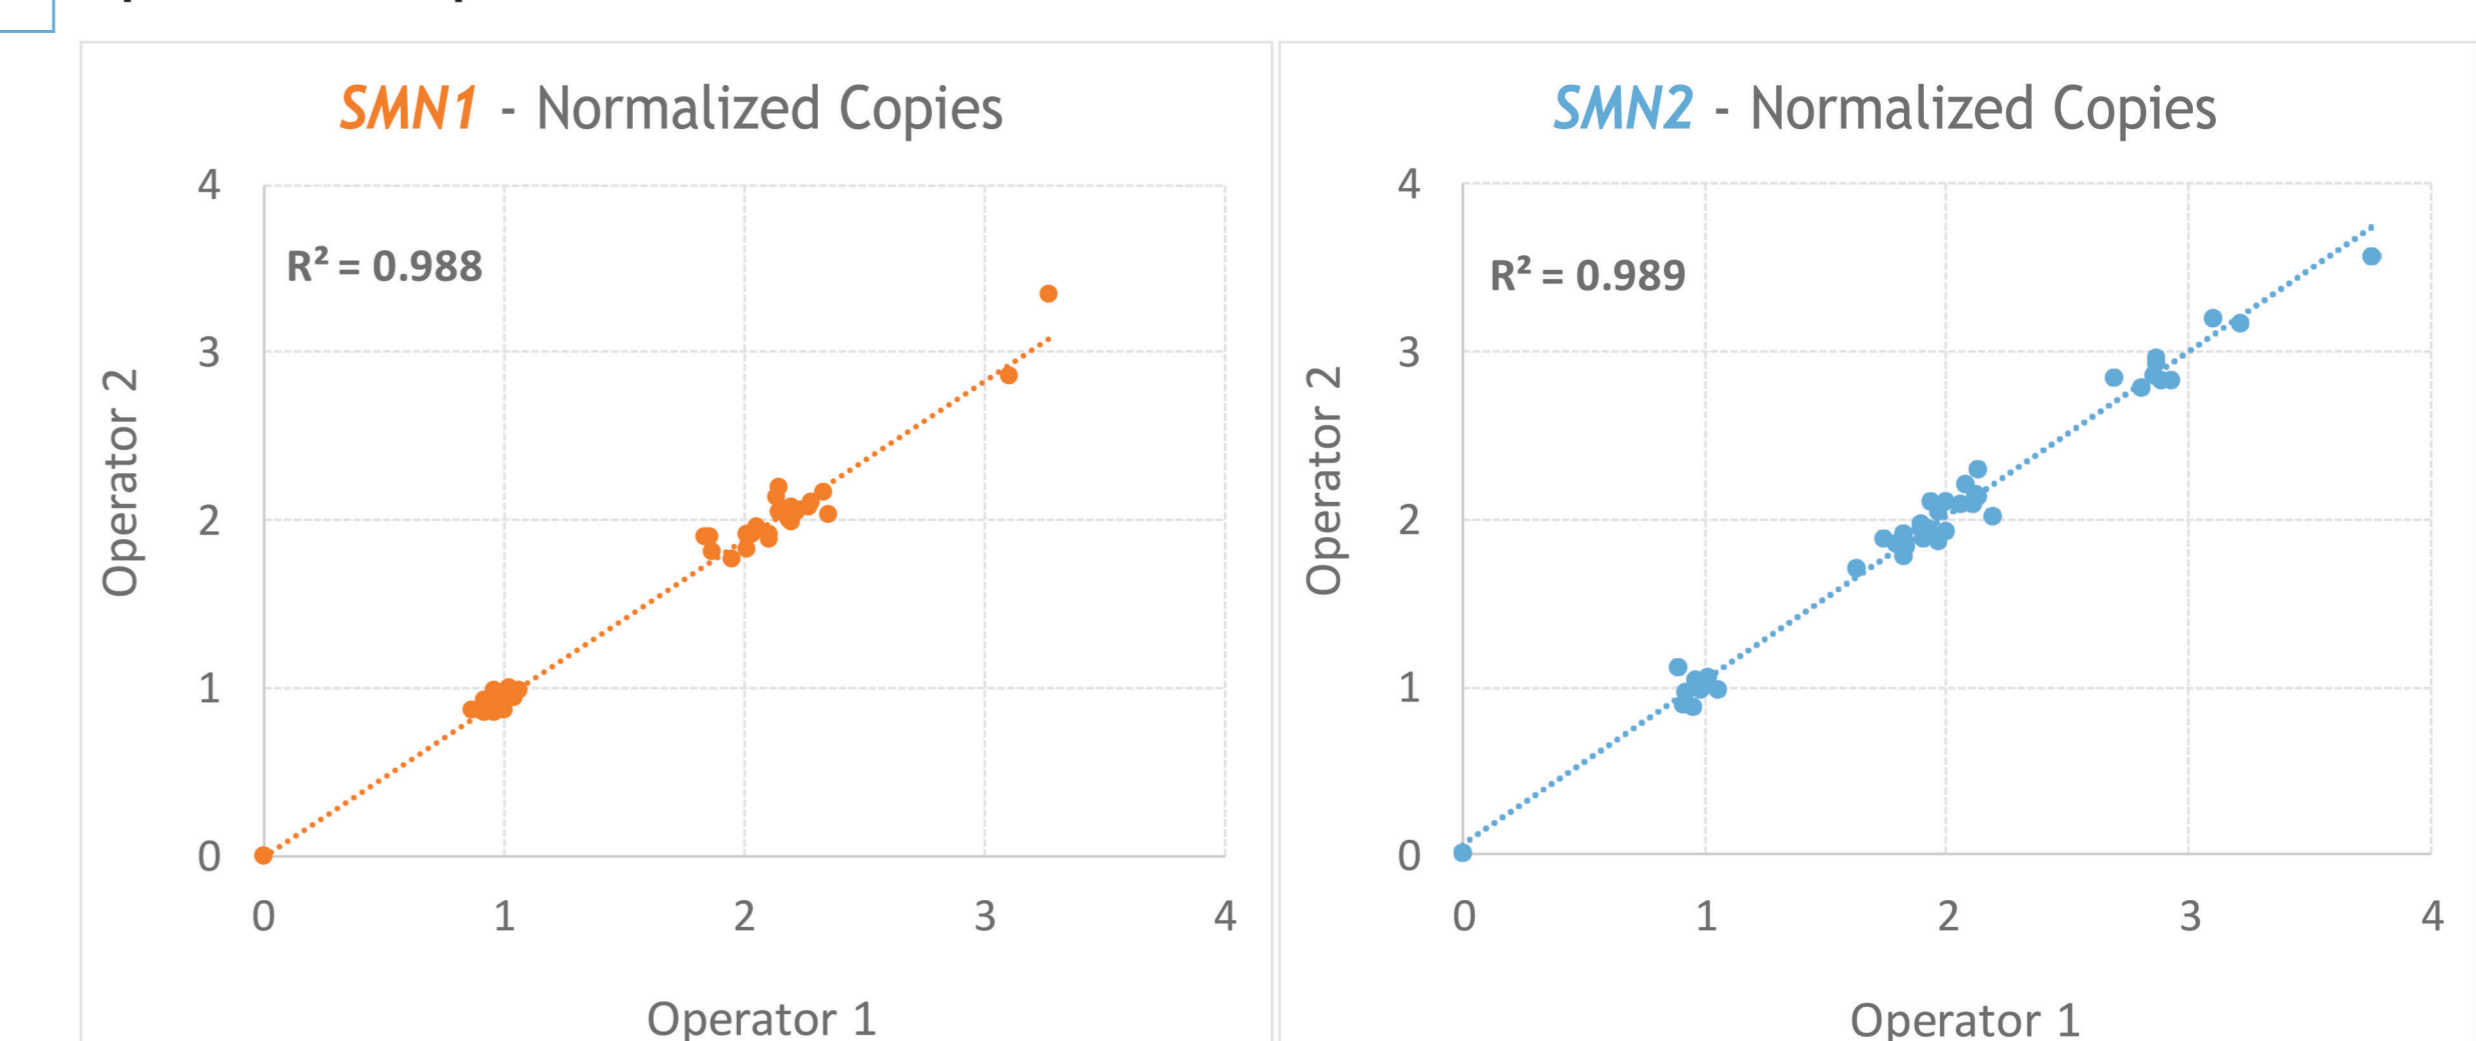 SMN1 - Normalized Copies
4
3
2
1
0
R² = 0.988
Operator 2
0 1 2 3 4
Operator 1
SMN2 - Normalized Copies
4
3
2
1
0
R² = 0.989
Operator 2
0 1 2 3 4
Operator 1